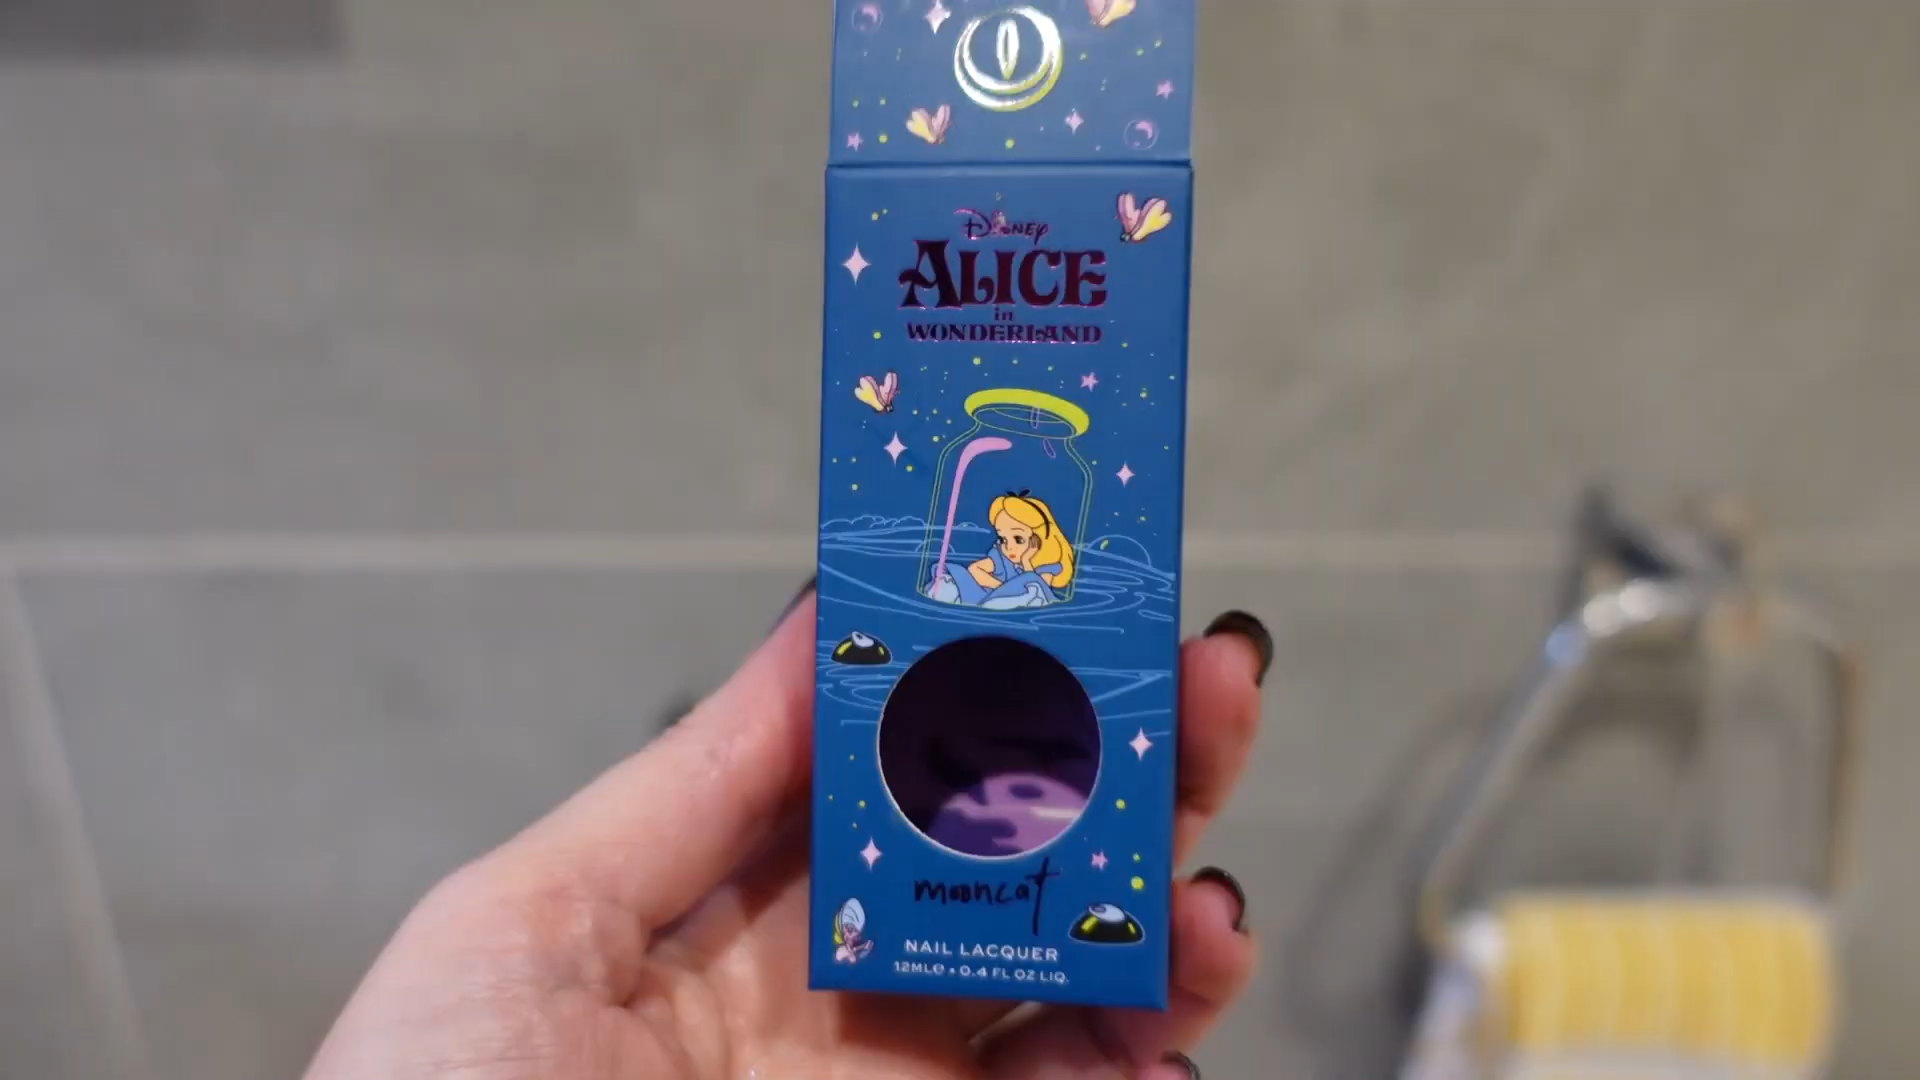 Disney
ALICE
in
WONDERLAND
mooncat
NAIL LACQUER
12ML℮ • 0.4 FL OZ LIQ.